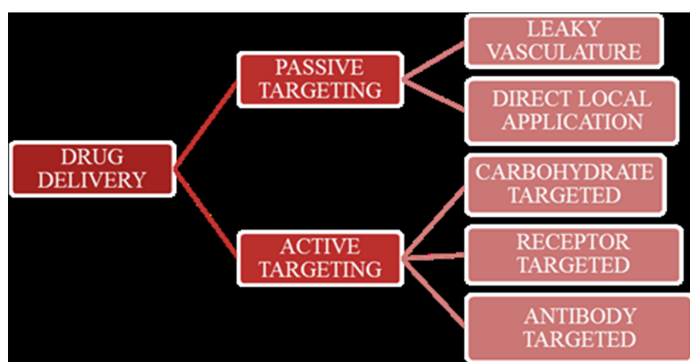 DRUG
DELIVERY
PASSIVE
TARGETING
LEAKY
VASCULATURE
DIRECT LOCAL
APPLICATION
ACTIVE
TARGETING
CARBOHYDRATE
TARGETED
RECEPTOR
TARGETED
ANTIBODY
TARGETED